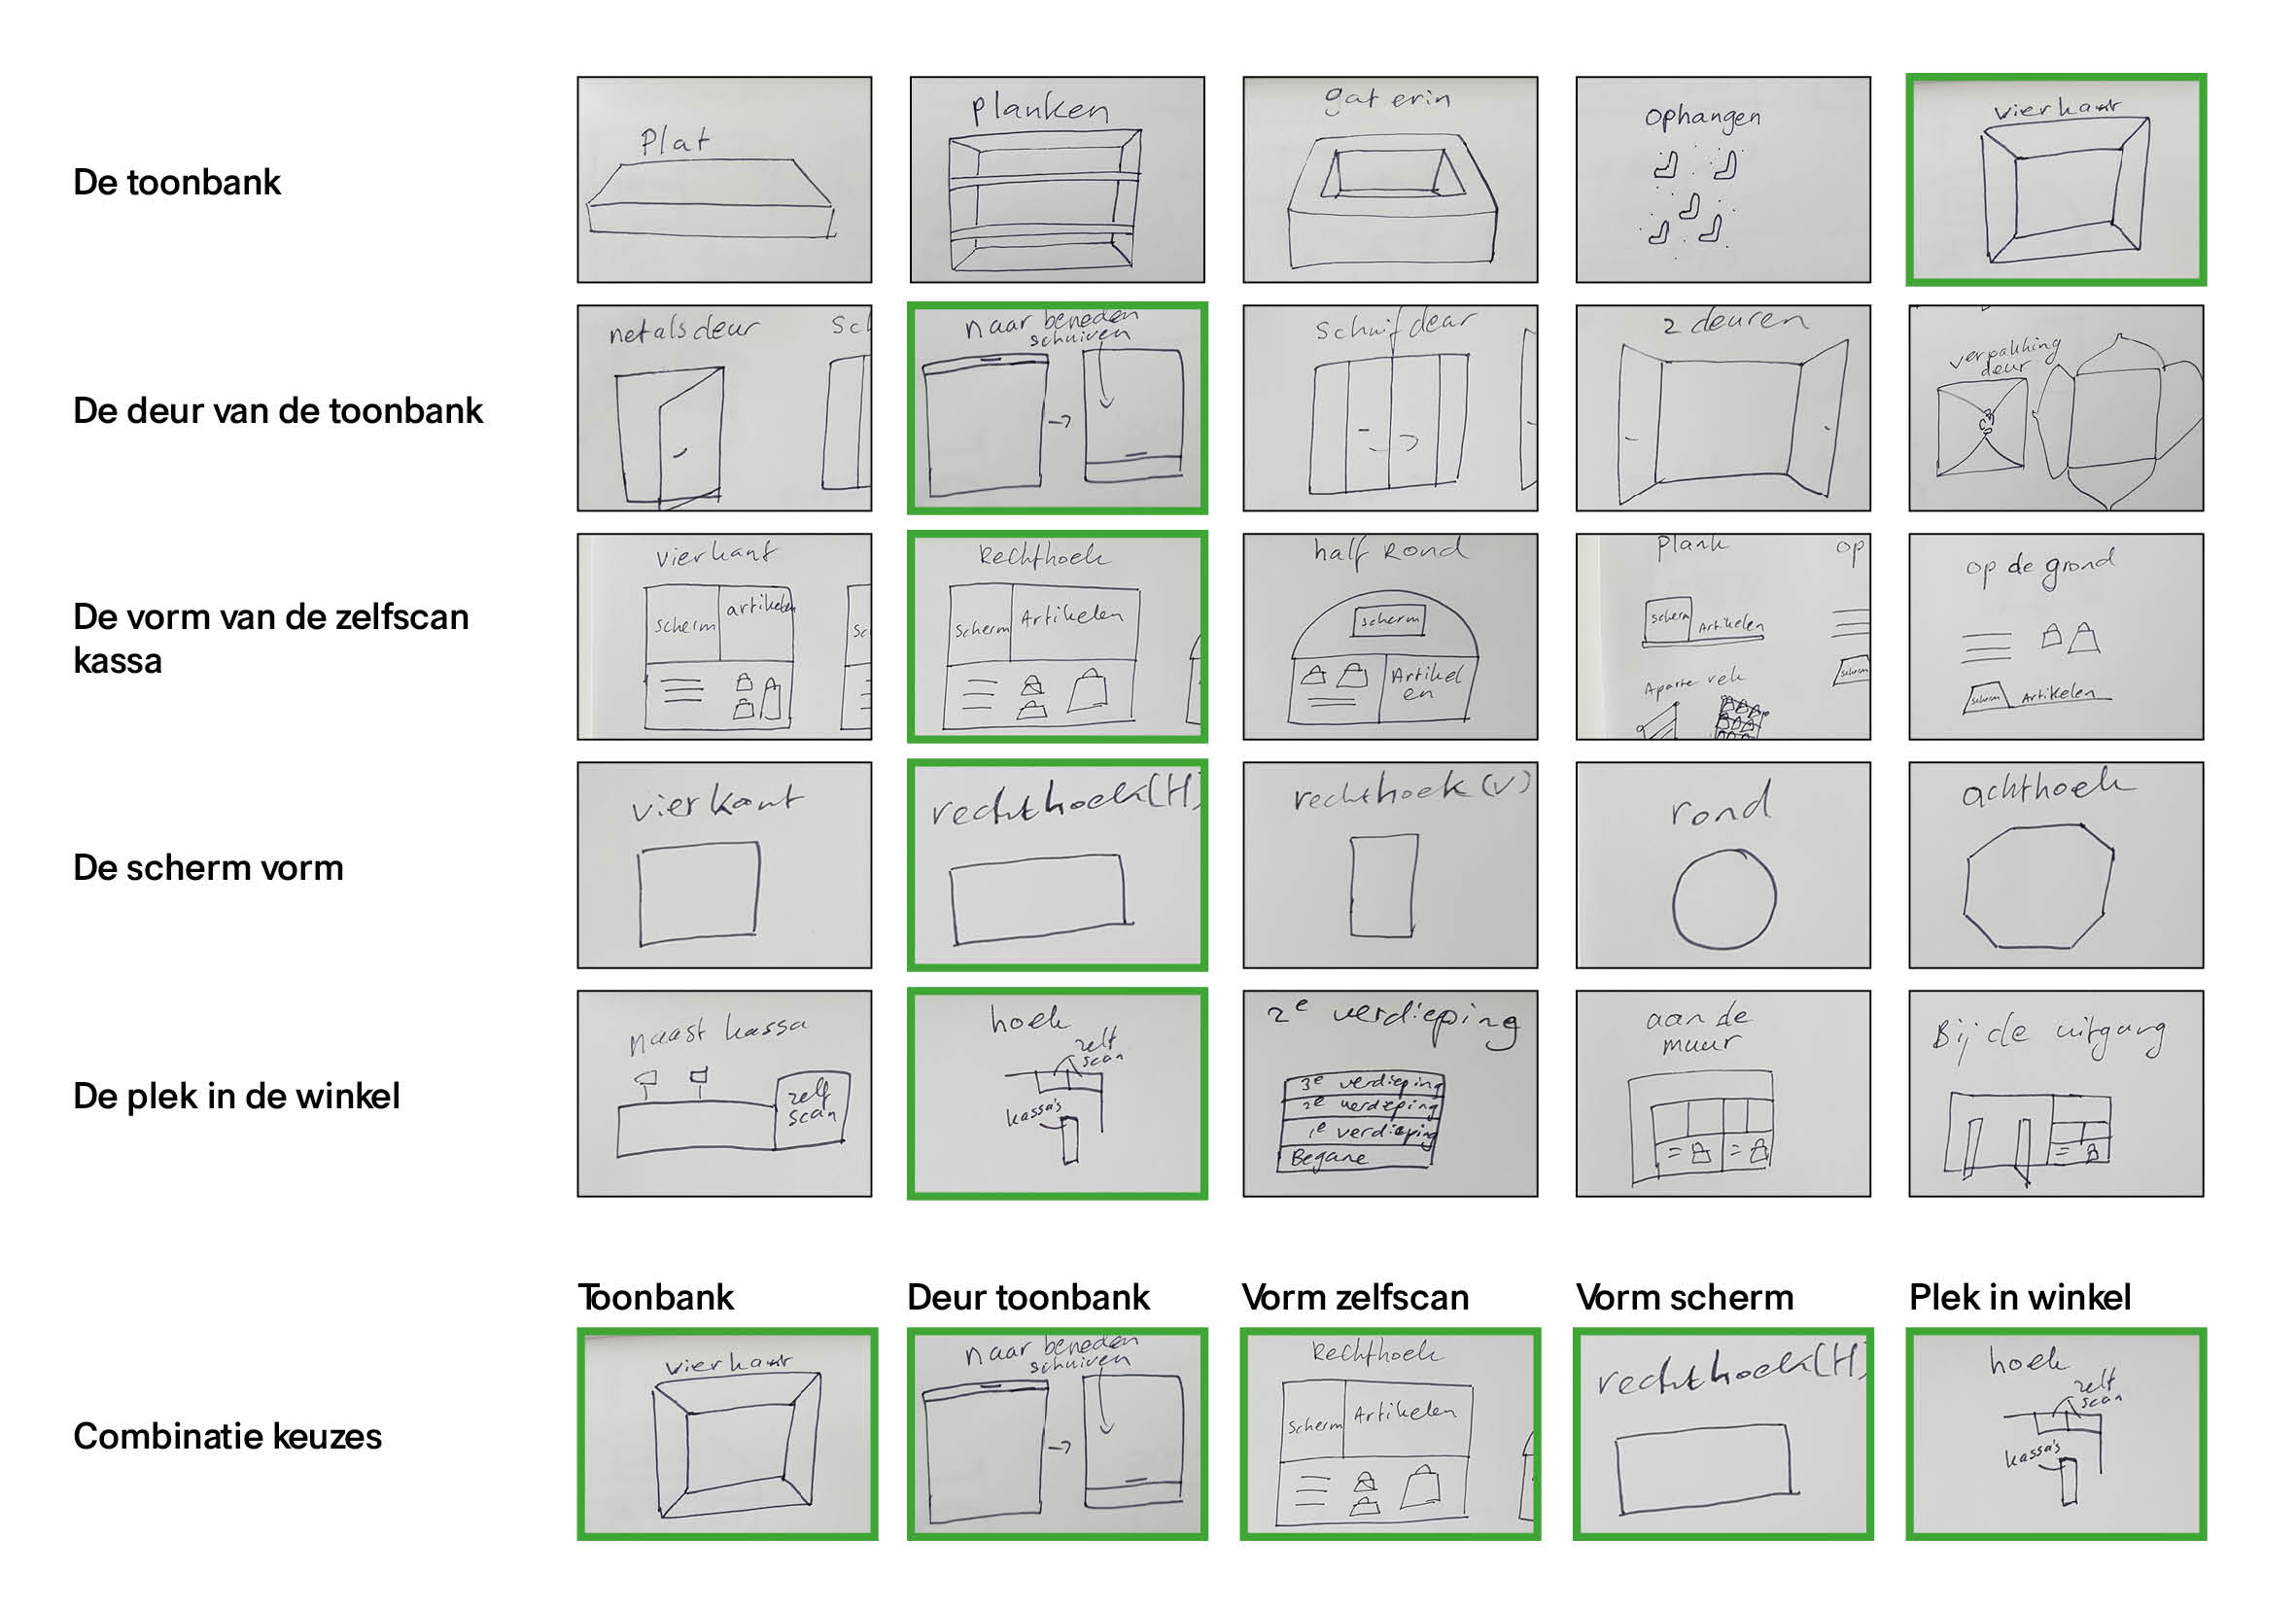 De toonbank
Plat
planken
gat erin
ophangen
vierkant
De deur van de toonbank
net als deur
Sch
naar beneden
schuiven
schuif deur
2 deuren
verpakking
deur
De vorm van de zelfscan
kassa
vierkant
scherm
artikelen
Sc
Rechthoek
Scherm
Artikelen
half Rond
scherm
Artikel
en
plank
op
scherm
Artikelen
Aparte rek
scherm
op de grond
scherm
Artikelen
De scherm vorm
vierkant
rechthoek(H)
rechthoek (V)
rond
achthoek
De plek in de winkel
naast kassa
zelf
scan
hoek
zelf
scan
kassa's
2e verdieping
3e verdieping
2e verdieping
1e verdieping
Begane
aan de
muur
Bij de uitgang
Toonbank
Deur toonbank
Vorm zelfscan
Vorm scherm
Plek in winkel
Combinatie keuzes
vierkant
naar beneden
schuiven
Rechthoek
Scherm
Artikelen
rechthoek(H)
hoek
zelf
scan
kassa's